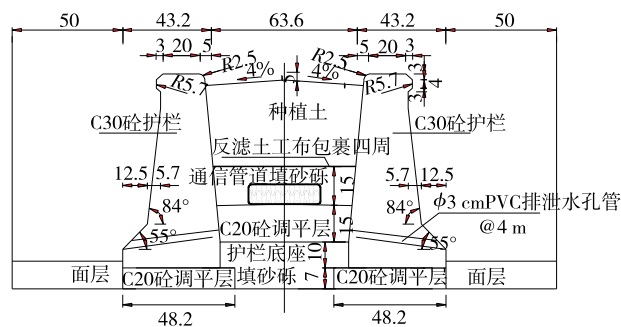 50 43.2 63.6 43.2 50
3 20 5 R2.5 4% 5 4% R2.5 5 20 3
R5.7 R5.7 3 4 3
种植土
C30砼护栏 C30砼护栏
反滤土工布包裹四周
12.5 5.7 通信管道填砂砾 15 5.7 12.5
84° 84° ϕ3 cmPVC排泄水孔管
55° C20砼调平层 15 55° @4 m
护栏底座 10
面层 C20砼调平层 填砂砾 7 C20砼调平层 面层
48.2 48.2